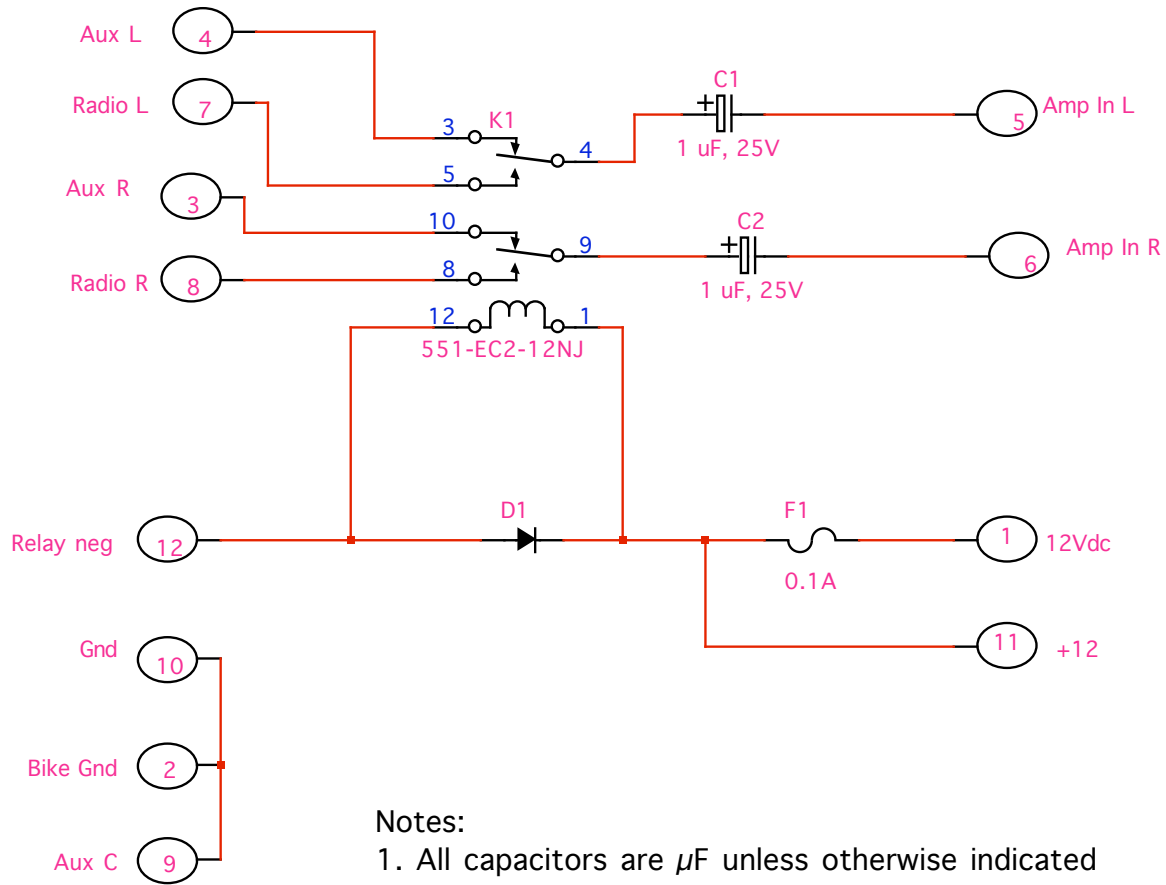 Aux L
4
Radio L
7
Aux R
3
Radio R
8
3
K1
4
5
10
9
8
12
1
551-EC2-12NJ
C1
1 uF, 25V
5
Amp In L
C2
1 uF, 25V
6
Amp In R
Relay neg
12
D1
F1
0.1A
1
12Vdc
11
+12
Gnd
10
Bike Gnd
2
Aux C
9
Notes:
1. All capacitors are µF unless otherwise indicated